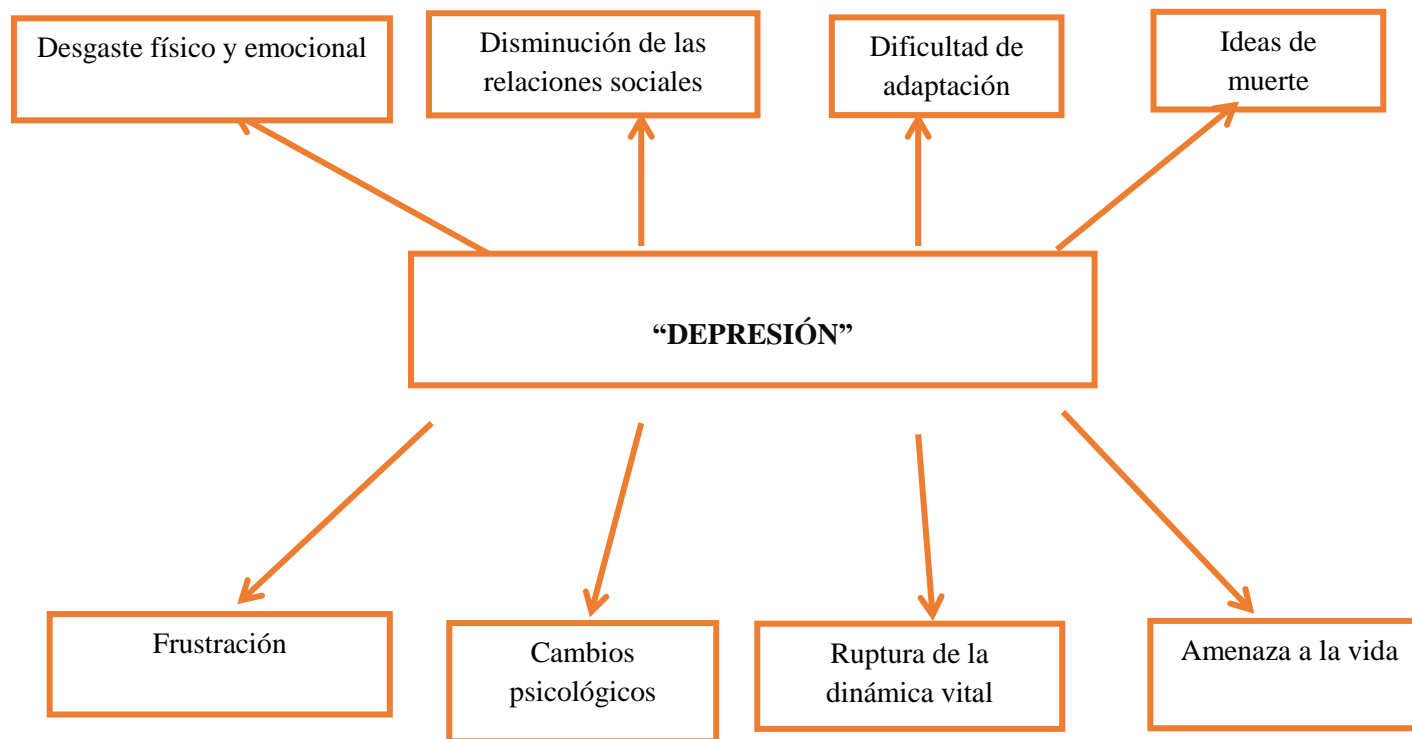 Desgaste físico y emocional
Disminución de las
relaciones sociales
Dificultad de
adaptación
Ideas de
muerte
“DEPRESIÓN”
Frustración
Cambios
psicológicos
Ruptura de la
dinámica vital
Amenaza a la vida